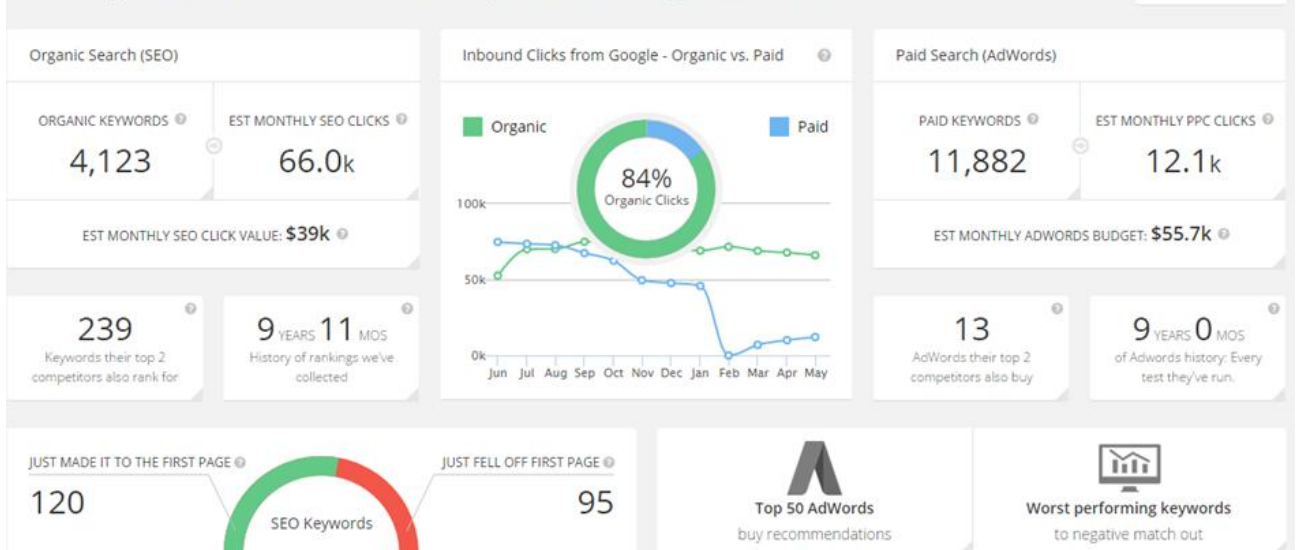 Organic Search (SEO)
ORGANIC KEYWORDS
4,123
EST MONTHLY SEO CLICKS
66.0k
EST MONTHLY SEO CLICK VALUE: $39k
239
Keywords their top 2
competitors also rank for
9 YEARS 11 MOS
History of rankings we've
collected
Inbound Clicks from Google - Organic vs. Paid
Organic
Paid
84%
Organic Clicks
100k
50k
0k
Jun Jul Aug Sep Oct Nov Dec Jan Feb Mar Apr May
Paid Search (AdWords)
PAID KEYWORDS
11,882
EST MONTHLY PPC CLICKS
12.1k
EST MONTHLY ADWORDS BUDGET: $55.7k
13
AdWords their top 2
competitors also buy
9 YEARS 0 MOS
of Adwords history: Every
test they've run.
JUST MADE IT TO THE FIRST PAGE
120
SEO Keywords
JUST FELL OFF FIRST PAGE
95
Top 50 AdWords
buy recommendations
Worst performing keywords
to negative match out